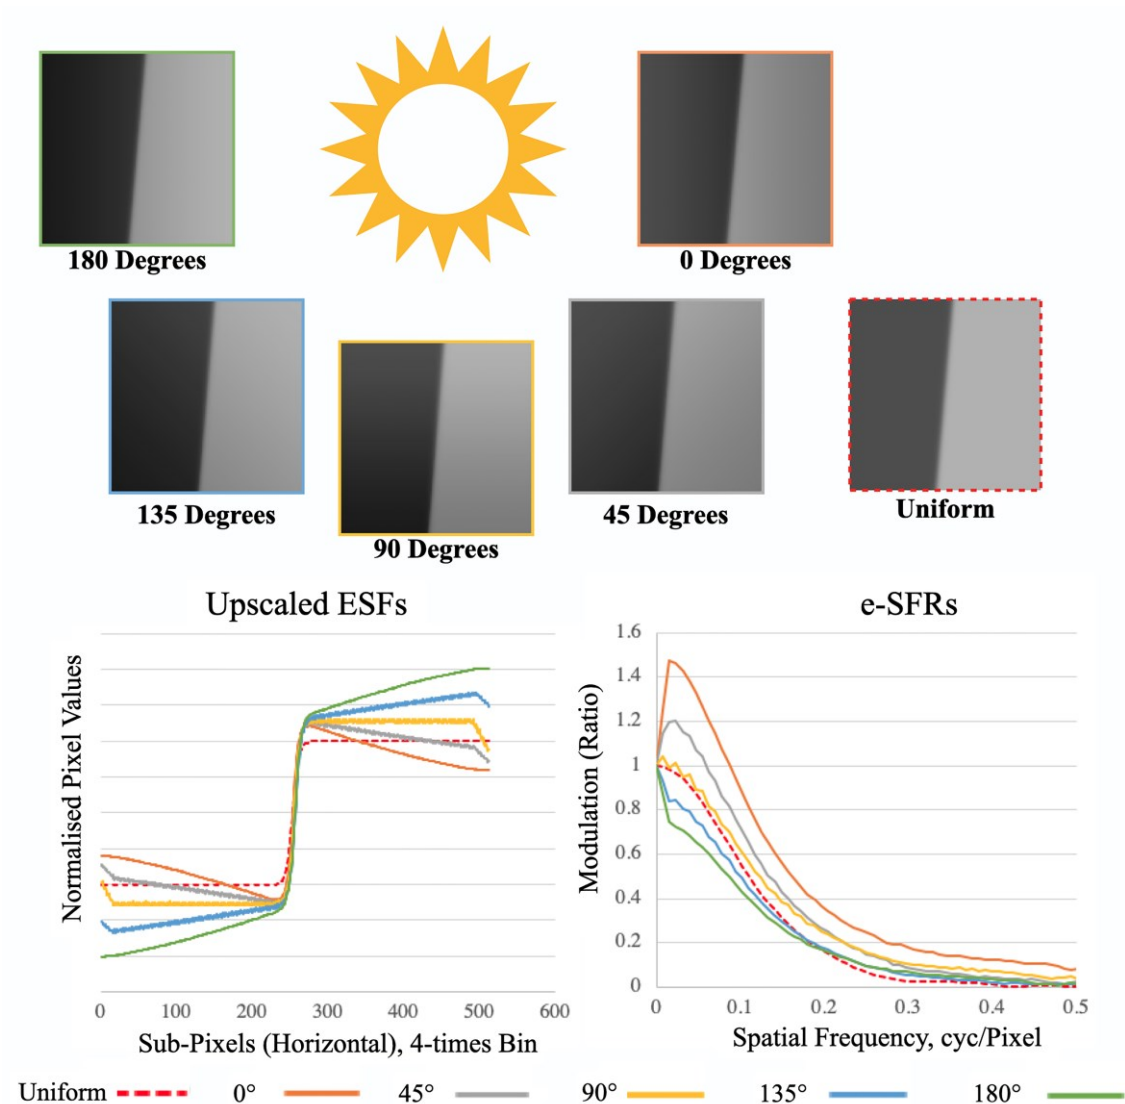 180 Degrees
0 Degrees
135 Degrees
90 Degrees
45 Degrees
Uniform
Upscaled ESFs
e-SFRs
Normalised Pixel Values
0 100 200 300 400 500 600
Sub-Pixels (Horizontal), 4-times Bin
Modulation (Ratio)
1.6
1.4
1.2
1
0.8
0.6
0.4
0.2
0
0 0.1 0.2 0.3 0.4 0.5
Spatial Frequency, cyc/Pixel
Uniform 0° 45° 90° 135° 180°